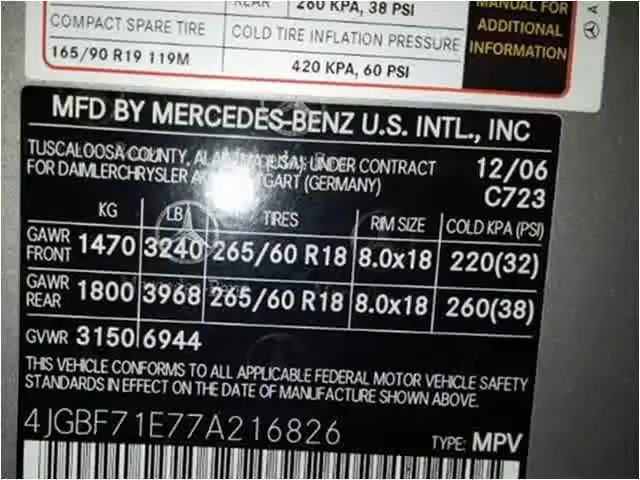 REAR
260 KPA, 38 PSI
MANUAL FOR
ADDITIONAL
INFORMATION
COMPACT SPARE TIRE
COLD TIRE INFLATION PRESSURE
165/90 R19 119M
420 KPA, 60 PSI
A
MFD BY MERCEDES-BENZ U.S. INTL., INC
TUSCALOOSA COUNTY, (USA) UNDER CONTRACT
12/06
FOR DAIMLERCHRYSLER (GERMANY)
C723
KG LB TIRES RIM SIZE COLD KPA (PSI)
GAWR FRONT 1470 3240 265/60 R18 8.0x18 220(32)
GAWR REAR 1800 3968 265/60 R18 8.0x18 260(38)
GVWR 3150 6944
THIS VEHICLE CONFORMS TO ALL APPLICABLE FEDERAL MOTOR VEHICLE SAFETY
STANDARDS IN EFFECT ON THE DATE OF MANUFACTURE SHOWN ABOVE.
4JGBF71E77A216826
TYPE: MPV